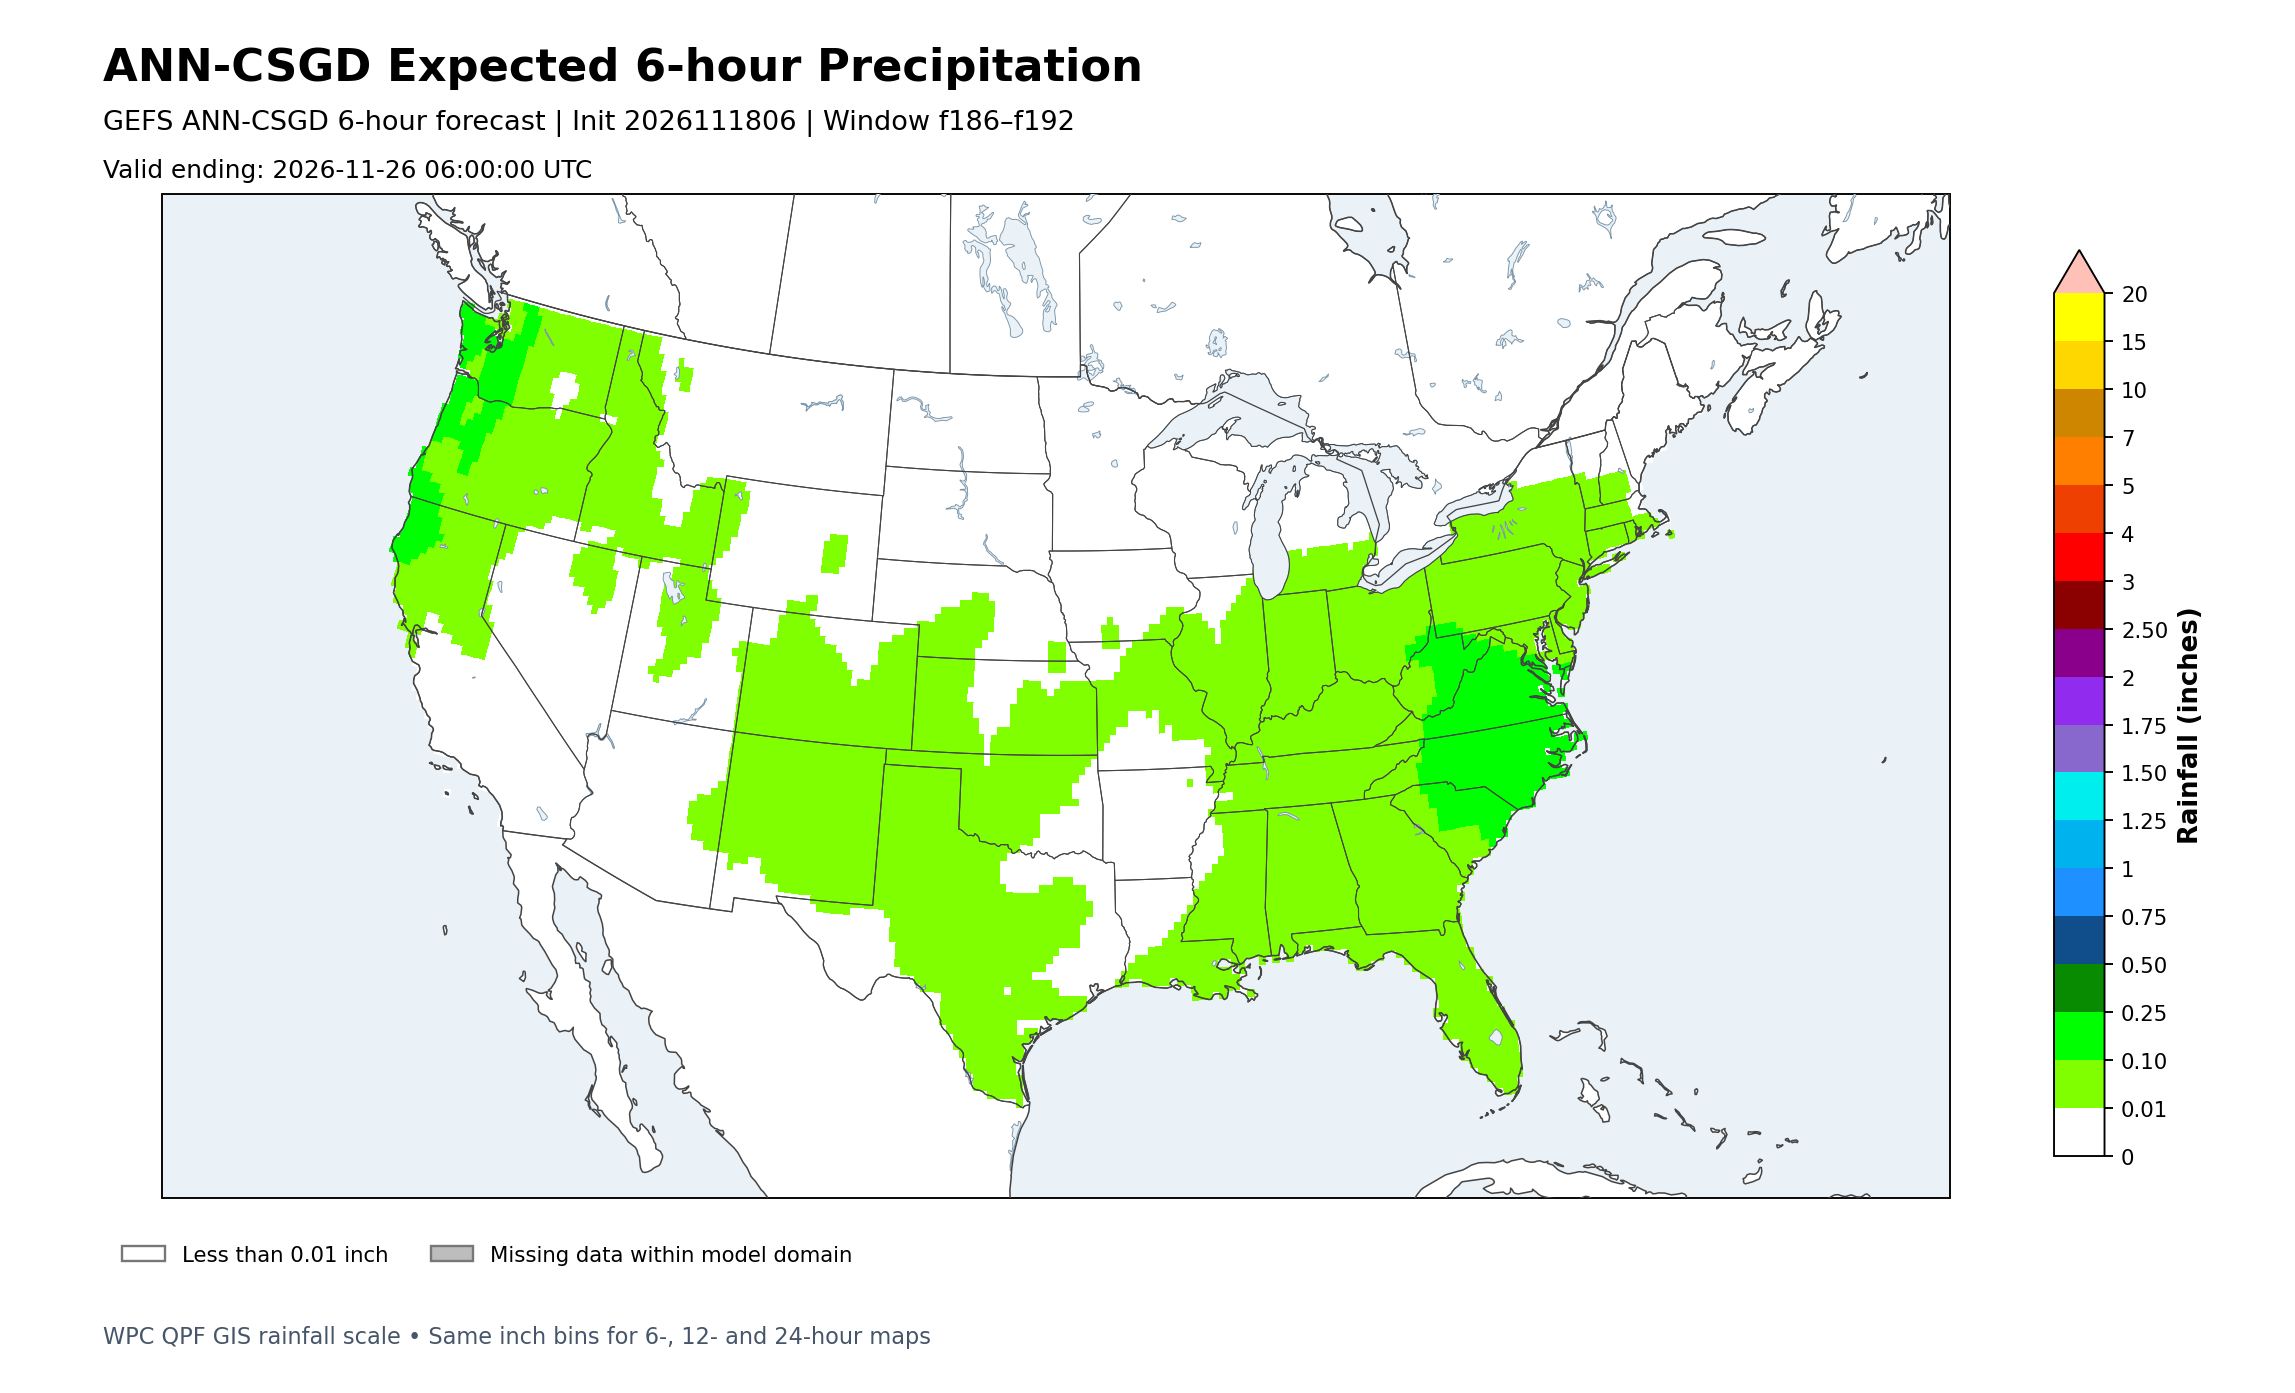 ANN-CSGD Expected 6-hour Precipitation
GEFS ANN-CSGD 6-hour forecast | Init 2026111806 | Window f186–f192
Valid ending: 2026-11-26 06:00:00 UTC
20
15
10
7
5
4
3
2.50
2
1.75
1.50
1.25
1
0.75
0.50
0.25
0.10
0.01
0
Rainfall (inches)
Less than 0.01 inch
Missing data within model domain
WPC QPF GIS rainfall scale • Same inch bins for 6-, 12- and 24-hour maps